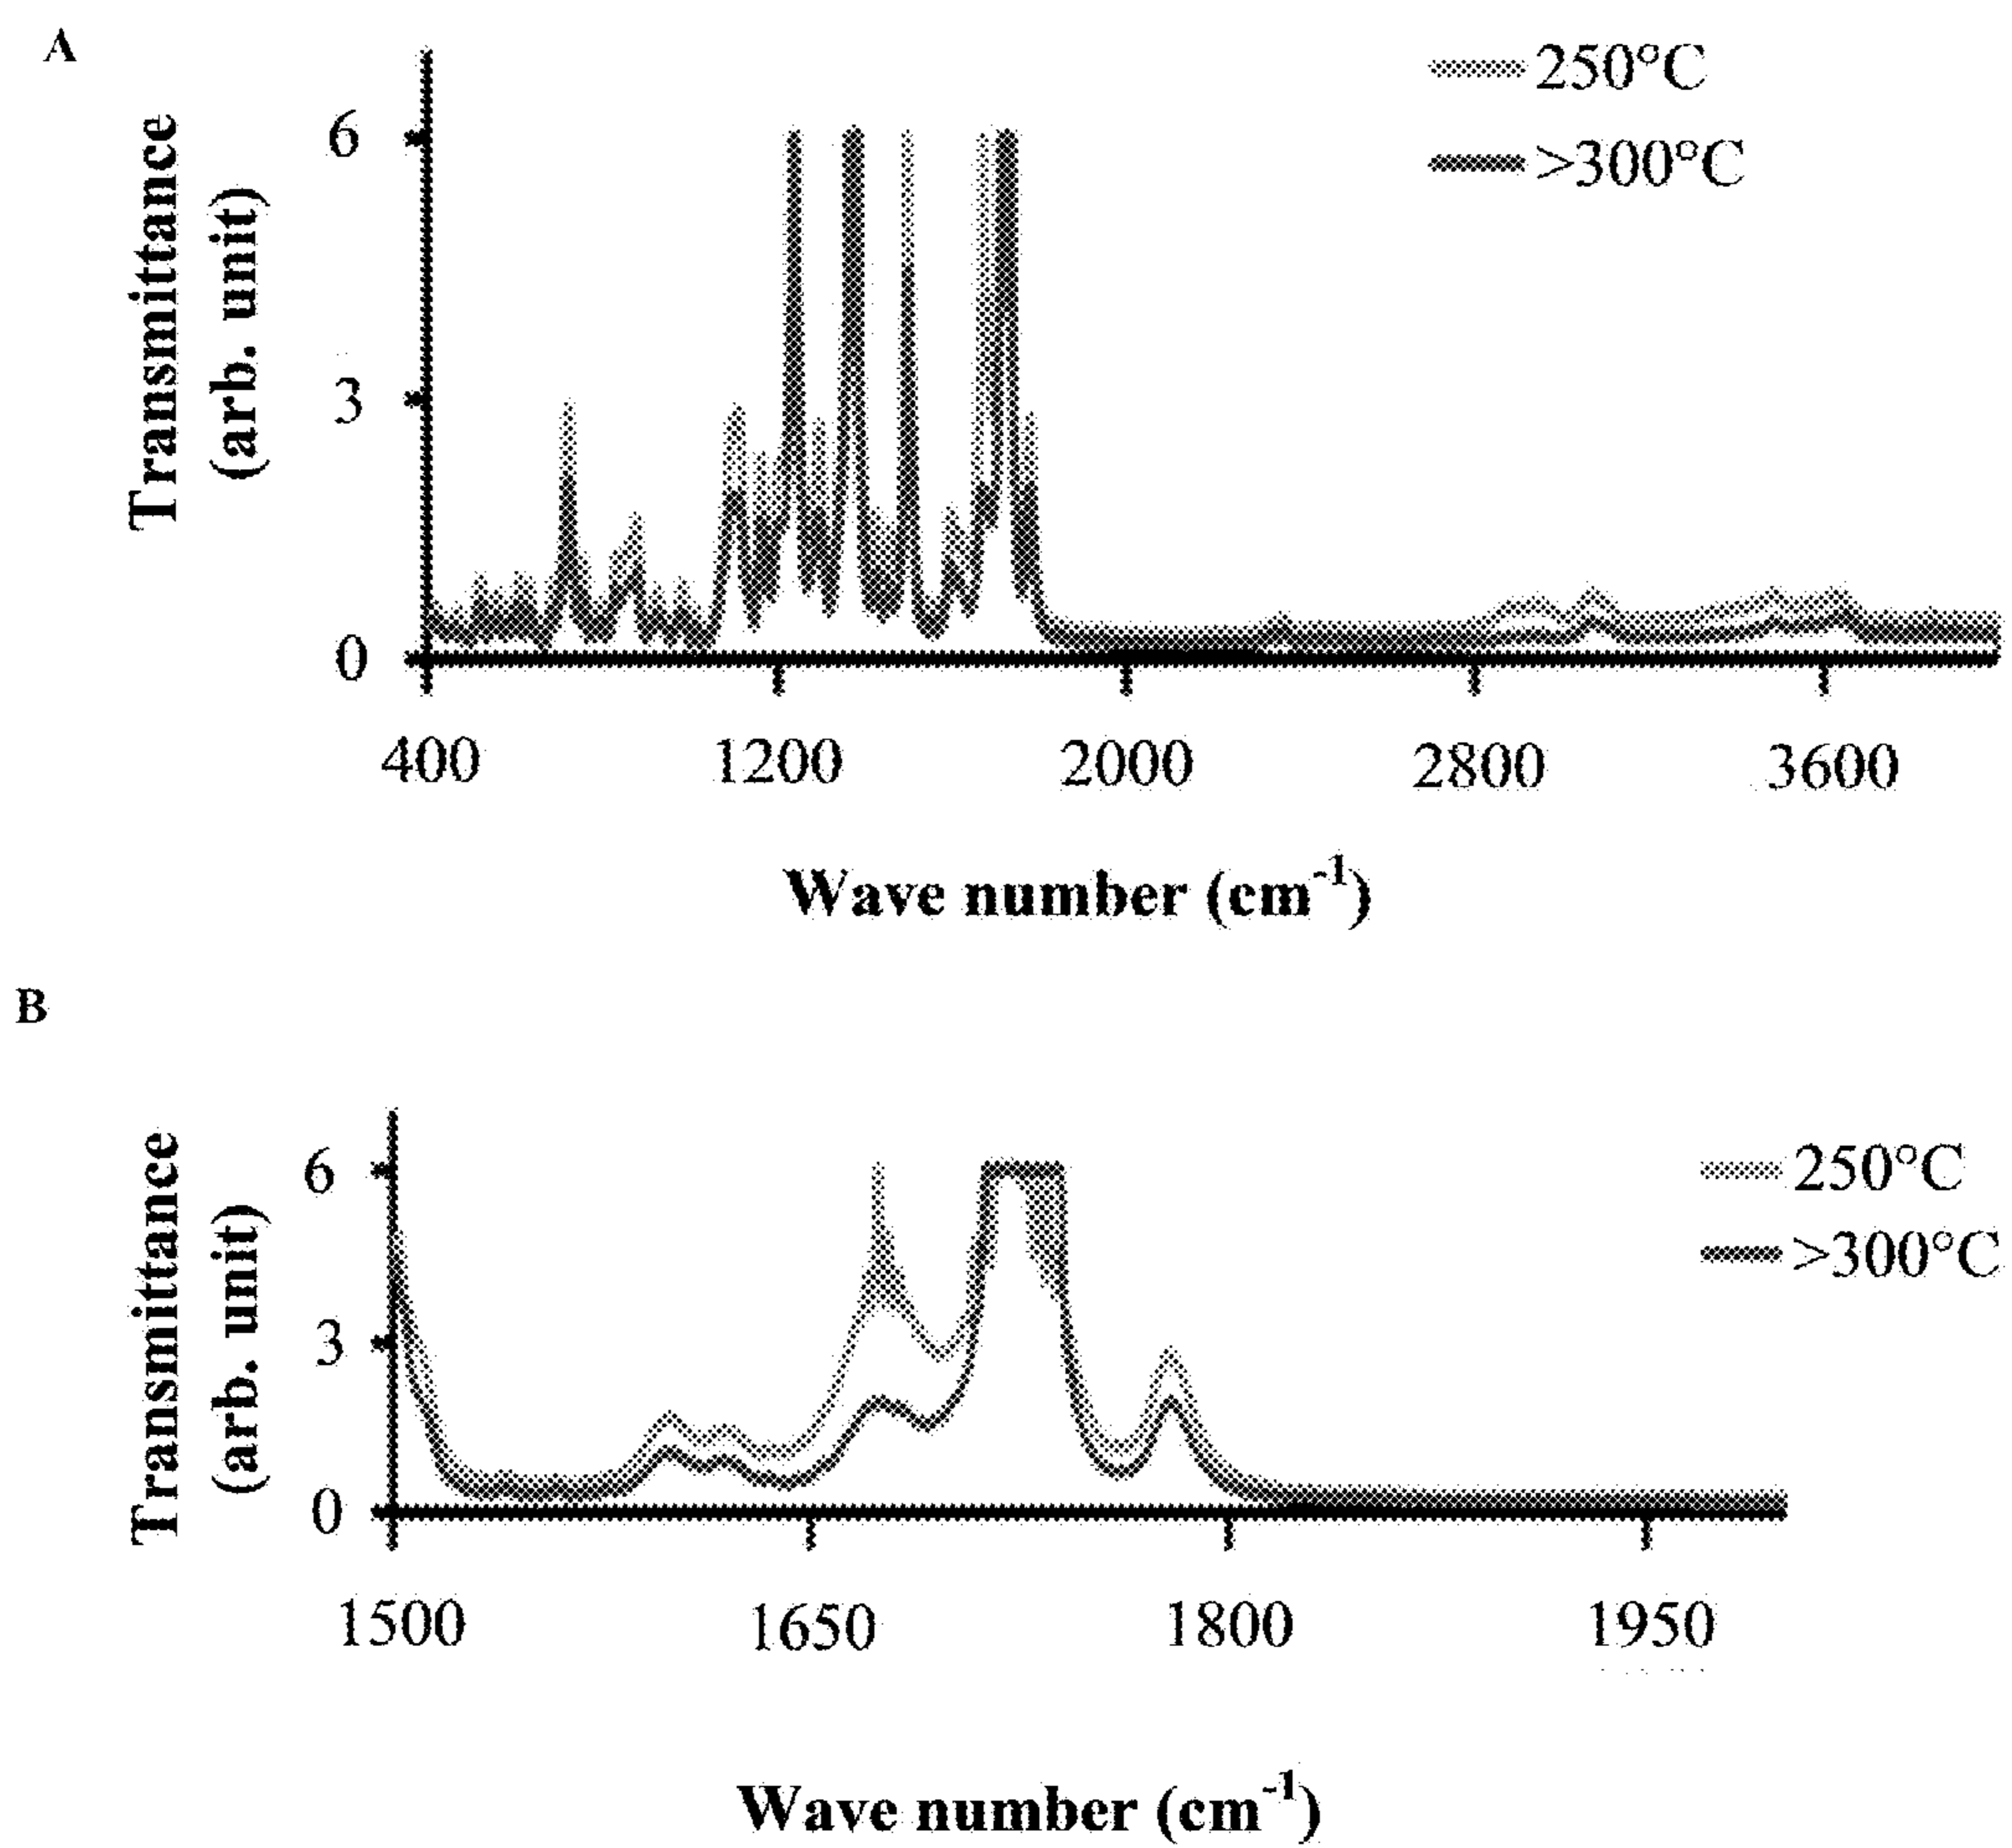 A
250°C
>300°C
Transmittance
(arb. unit)
6
3
0
400 1200 2000 2800 3600
Wave number (cm⁻¹)
B
250°C
>300°C
Transmittance
(arb. unit)
6
3
0
1500 1650 1800 1950
Wave number (cm⁻¹)